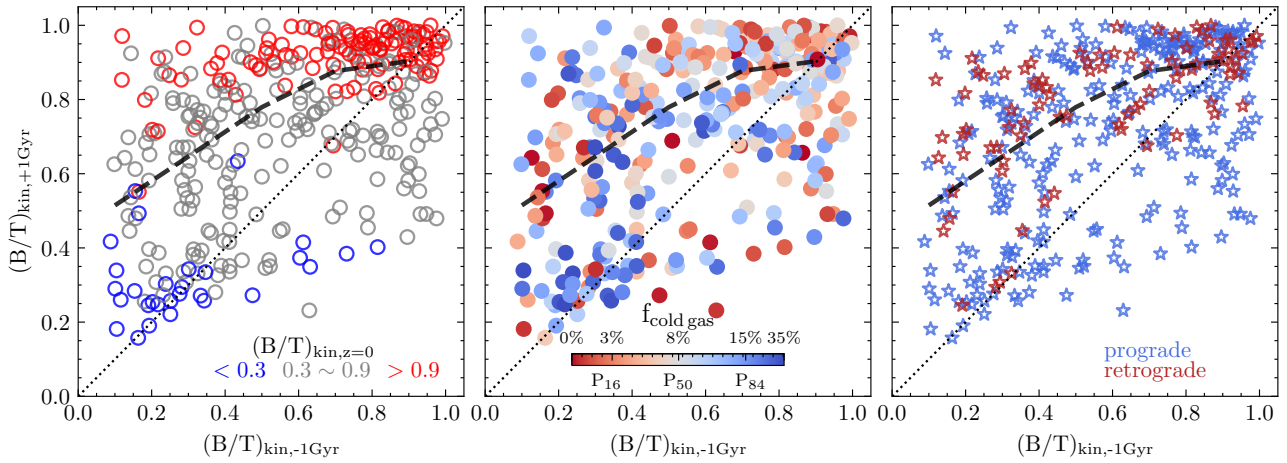 1.0
0.8
0.6
0.4
0.2
0.0
(B/T)kin,+1Gyr
(B/T)kin,z=0
< 0.3 0.3 ~ 0.9 > 0.9
0.2 0.4 0.6 0.8 1.0
(B/T)kin,-1Gyr
fcold gas
0% 3% 8% 15% 35%
P16 P50 P84
0.2 0.4 0.6 0.8 1.0
(B/T)kin,-1Gyr
prograde
retrograde
0.2 0.4 0.6 0.8 1.0
(B/T)kin,-1Gyr